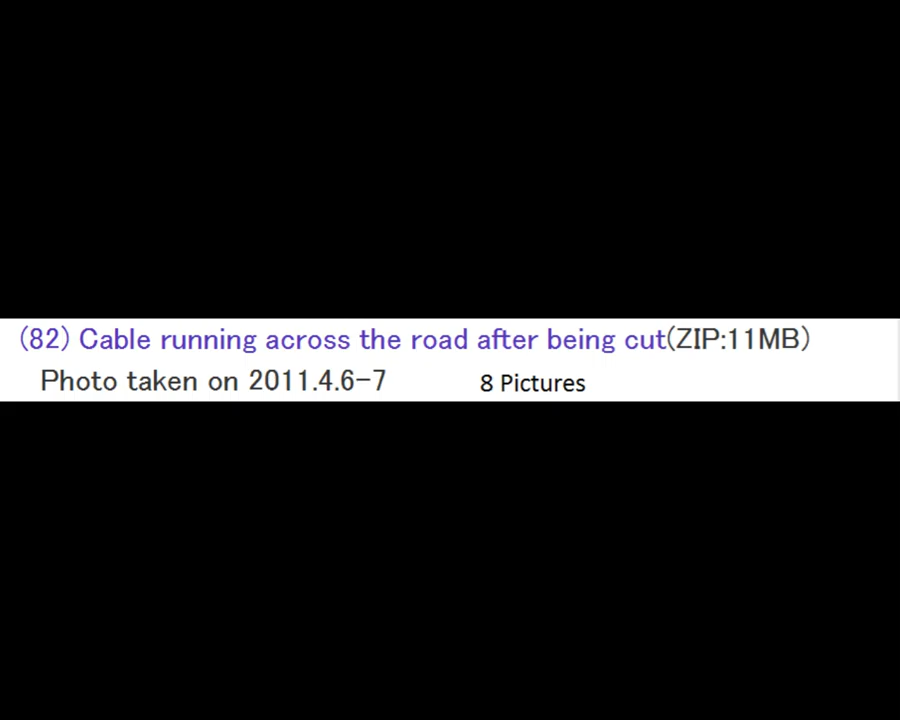 (82) Cable running across the road after being cut(ZIP:11MB)
Photo taken on 2011.4.6-7 8 Pictures